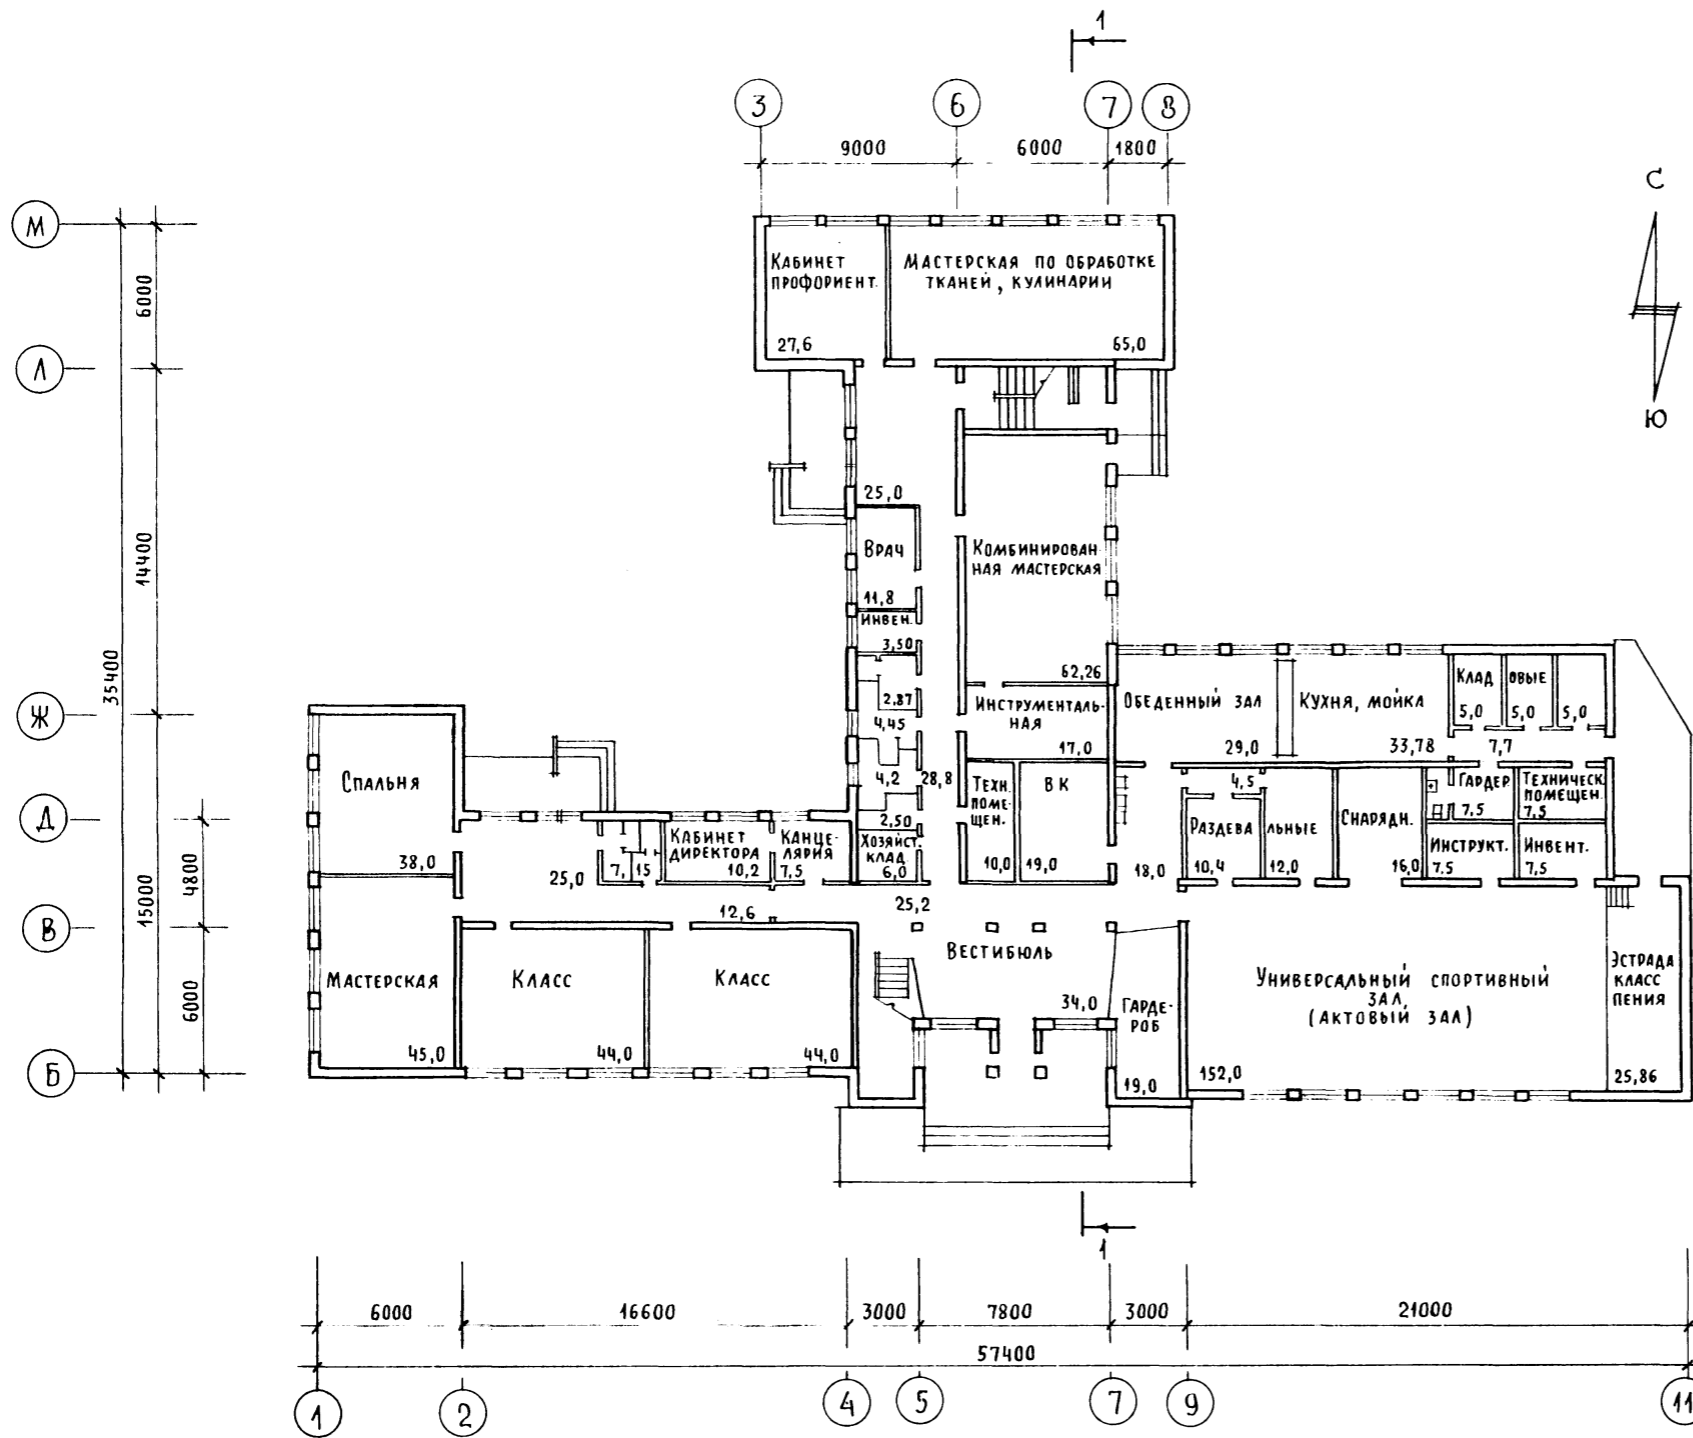 1
3
6
7
8
9000
6000
1800
С
Ю
М
Л
Ж
Д
В
Б
6000
14400
35400
15000
4800
6000
КАБИНЕТ
ПРОФОРИЕНТ.
27,6
МАСТЕРСКАЯ ПО ОБРАБОТКЕ
ТКАНЕЙ, КУЛИНАРИИ
65,0
25,0
ВРАЧ
11,8
ИНВЕН.
3,50
2,87
4,45
4,2
28,8
2,50
ХОЗЯЙСТ.
КЛАД.
6,0
КОМБИНИРОВАН-
НАЯ МАСТЕРСКАЯ
62,26
ИНСТРУМЕНТАЛЬ-
НАЯ
17,0
ТЕХН.
ПОМЕ-
ЩЕН.
10,0
ВК
19,0
ОБЕДЕННЫЙ ЗАЛ
29,0
КУХНЯ, МОЙКА
33,78
КЛАД ОВЫЕ
5,0 5,0 5,0
7,7
4,5
РАЗДЕВА ЛЬНЫЕ
18,0
10,4
12,0
СНАРЯДН.
16,0
ГАРДЕР.
7,5
ТЕХНИЧЕСК.
ПОМЕЩЕН.
7,5
ИНСТРУКТ.
7,5
ИНВЕНТ.
7,5
СПАЛЬНЯ
38,0
25,0
7, 15
КАБИНЕТ
ДИРЕКТОРА
10,2
КАНЦЕ-
ЛЯРИЯ
7,5
12,6
25,2
МАСТЕРСКАЯ
45,0
КЛАСС
44,0
КЛАСС
44,0
ВЕСТИБЮЛЬ
34,0
ГАРДЕ-
РОБ
19,0
УНИВЕРСАЛЬНЫЙ СПОРТИВНЫЙ
ЗАЛ,
(АКТОВЫЙ ЗАЛ)
152,0
ЭСТРАДА
КЛАСС
ПЕНИЯ
25,86
1
6000
16600
3000
7800
3000
21000
57400
1
2
4
5
7
9
11